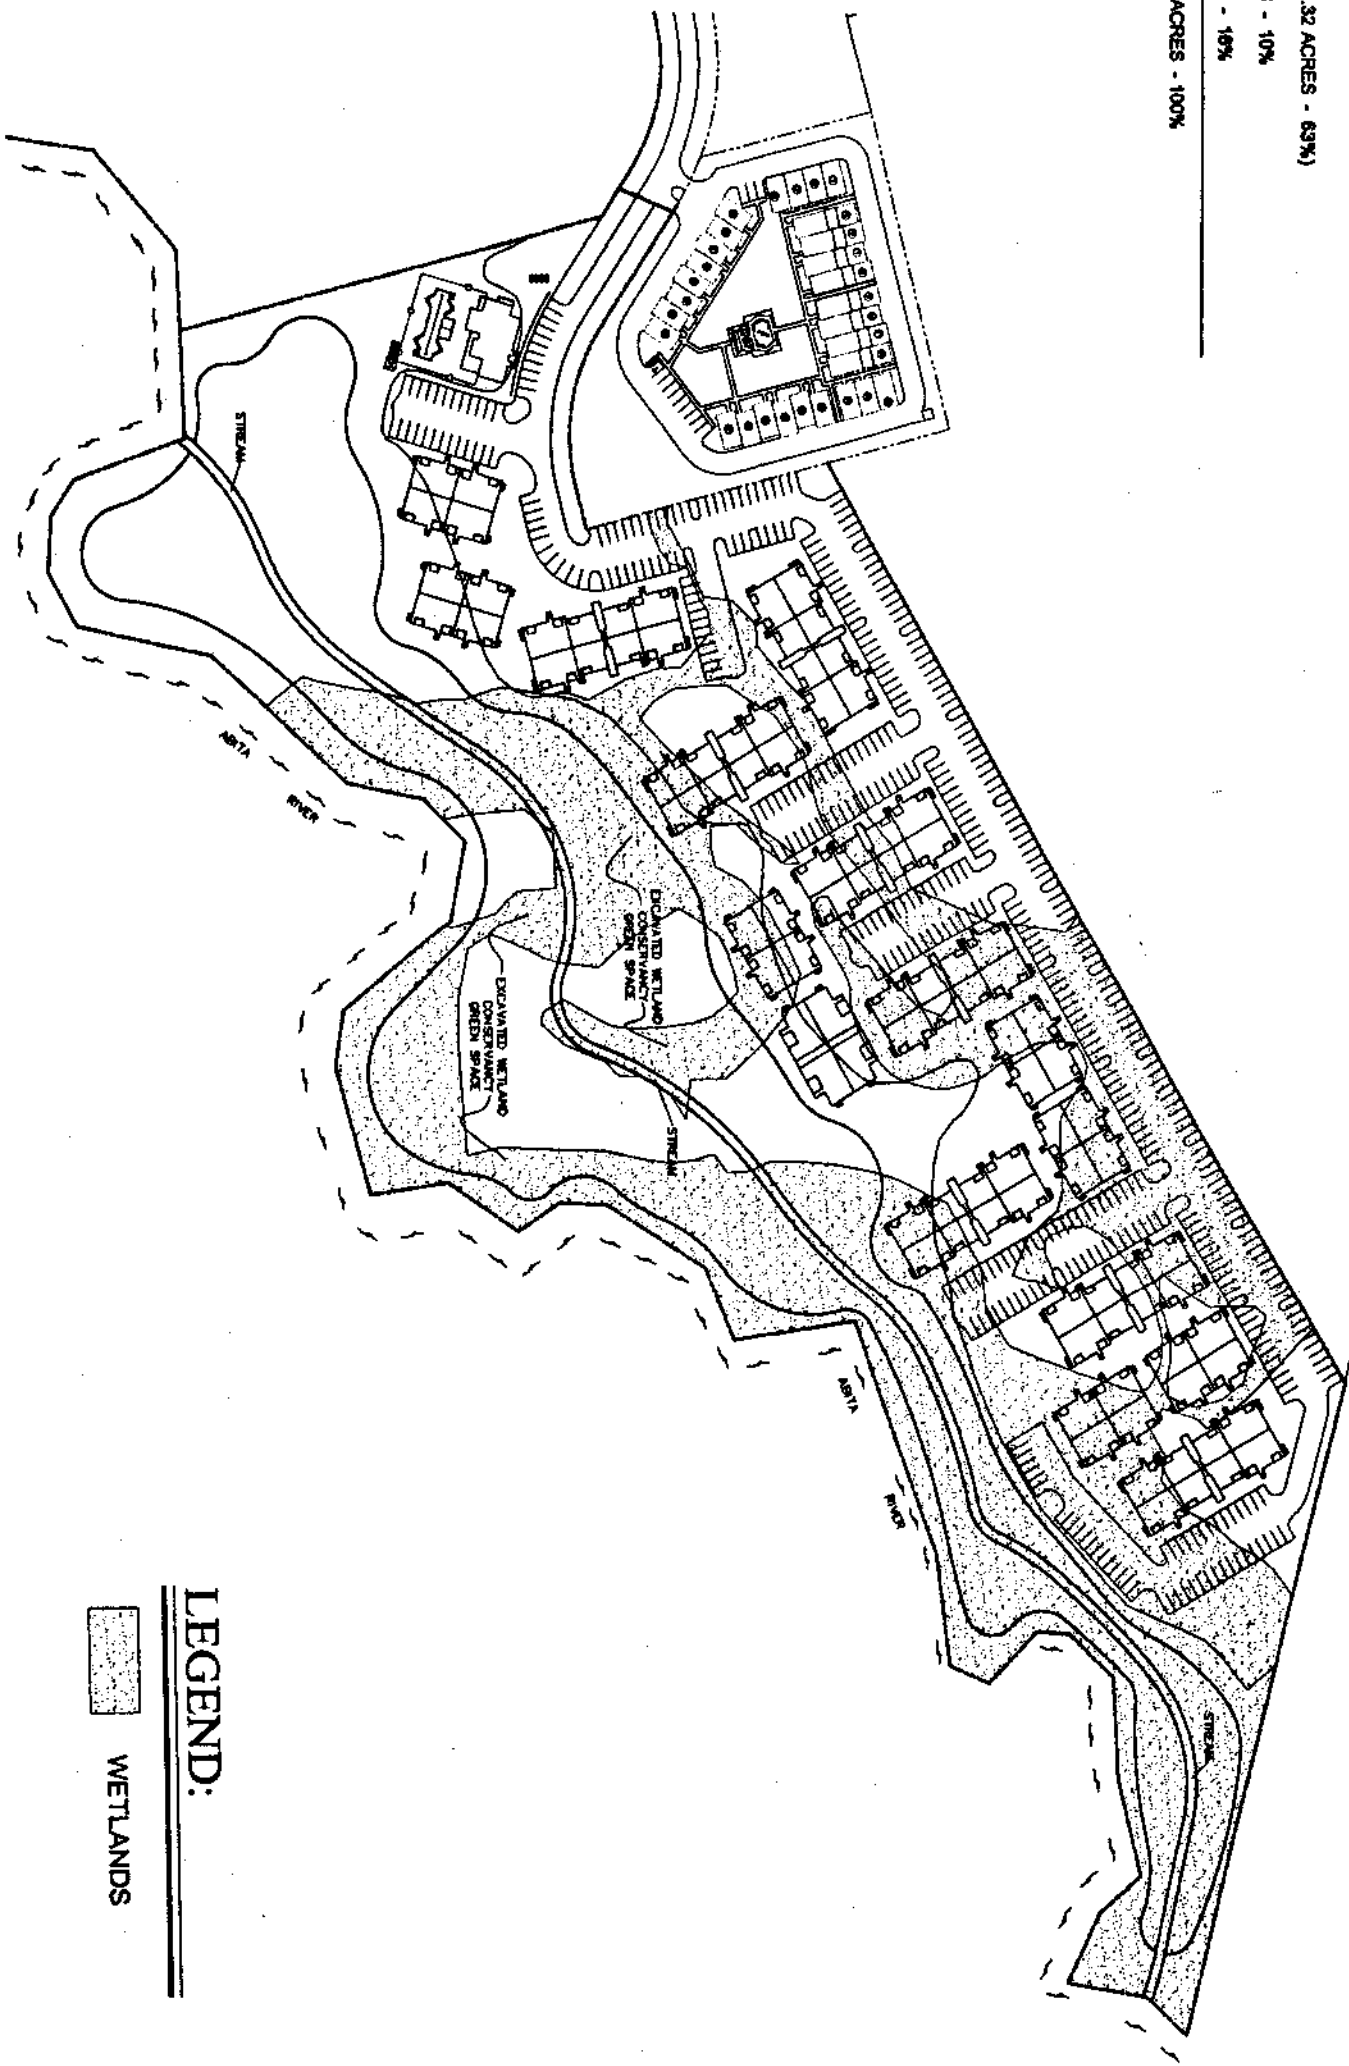 .32 ACRES - 63%)
- 10%
- 18%
ACRES - 100%
STREAM
ABITA
RIVER
EXCAVATED WETLAND
CONSERVANCY
GREEN SPACE
EXCAVATED WETLAND
CONSERVANCY
GREEN SPACE
STREAM
ABITA
RIVER
STREAM
LEGEND:
WETLANDS